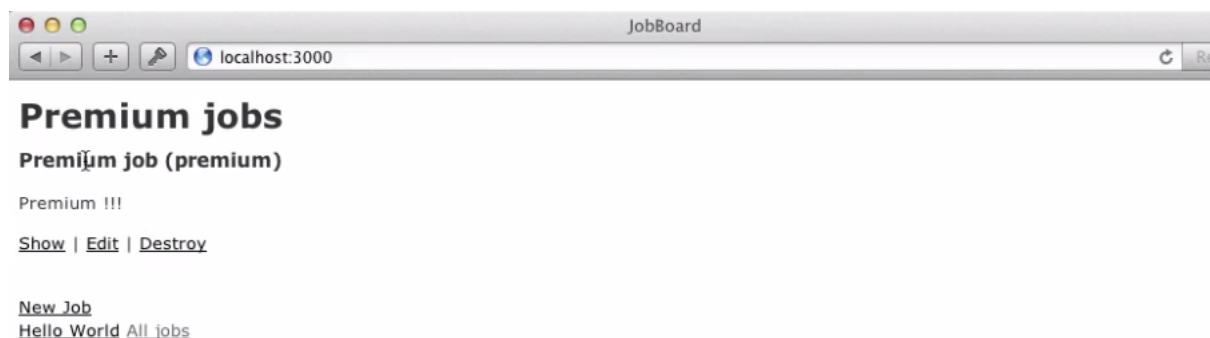 JobBoard
localhost:3000
Premium jobs
Premium job (premium)
Premium !!!
Show | Edit | Destroy
New Job
Hello World All jobs